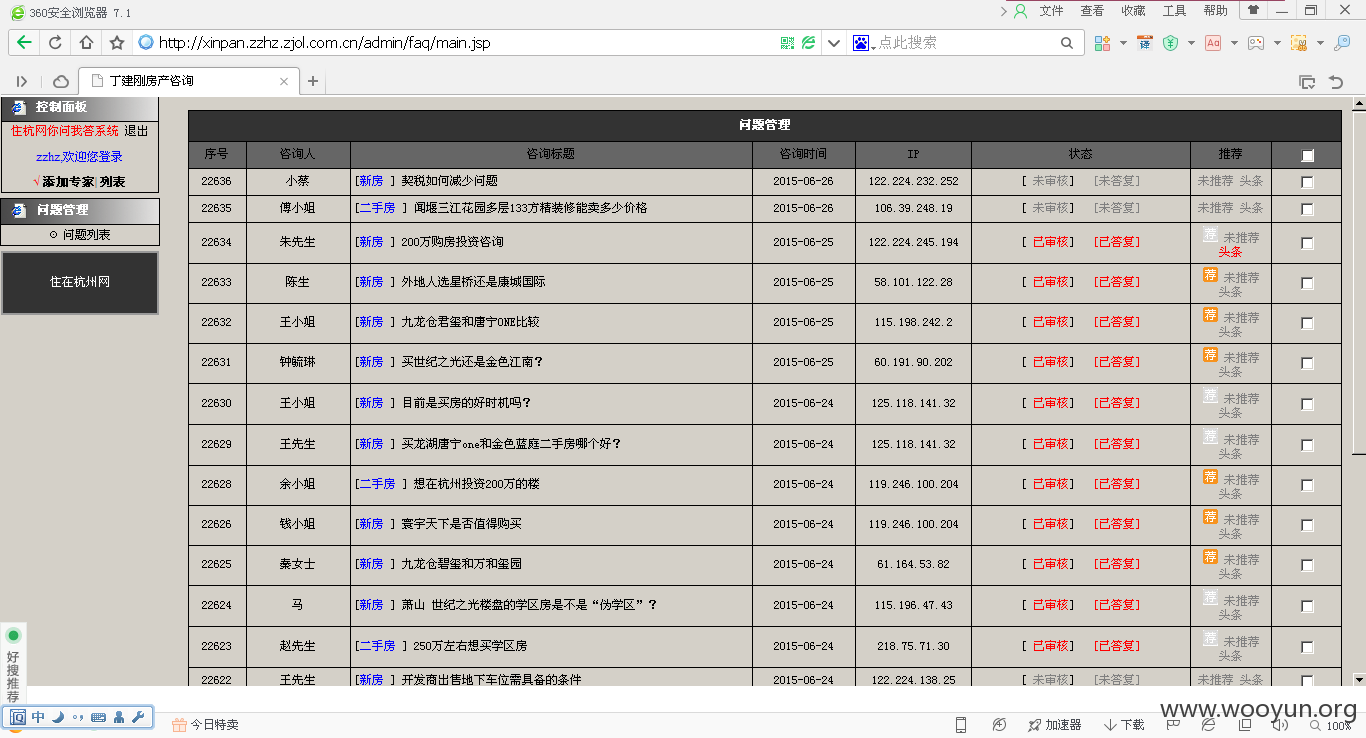 360安全浏览器 7.1
文件 查看 收藏 工具 帮助
http://xinpan.zzhz.zjol.com.cn/admin/faq/main.jsp
点此搜索
丁建刚房产咨询
控制面板
住杭网你问我答系统 退出
zzhz,欢迎您登录
√添加专家|列表
问题管理
⊙ 问题列表
住在杭州网
问题管理
序号 咨询人 咨询标题 咨询时间 IP 状态 推荐
22636 小蔡 [新房 ] 契税如何减少问题 2015-06-26 122.224.232.252 [ 未审核] [未答复] 未推荐 头条
22635 傅小姐 [二手房 ] 闻堰三江花园多层133方精装修能卖多少价格 2015-06-26 106.39.248.19 [ 未审核] [未答复] 未推荐 头条
22634 朱先生 [新房 ] 200万购房投资咨询 2015-06-25 122.224.245.194 [ 已审核] [已答复] 荐 未推荐
头条
22633 陈生 [新房 ] 外地人选星桥还是康城国际 2015-06-25 58.101.122.28 [ 已审核] [已答复] 荐 未推荐
头条
22632 王小姐 [新房 ] 九龙仓君玺和唐宁ONE比较 2015-06-25 115.198.242.2 [ 已审核] [已答复] 荐 未推荐
头条
22631 钟毓琳 [新房 ] 买世纪之光还是金色江南？ 2015-06-25 60.191.90.202 [ 已审核] [已答复] 荐 未推荐
头条
22630 王小姐 [新房 ] 目前是买房的好时机吗？ 2015-06-24 125.118.141.32 [ 已审核] [已答复] 荐 未推荐
头条
22629 王先生 [新房 ] 买龙湖唐宁one和金色蓝庭二手房哪个好？ 2015-06-24 125.118.141.32 [ 已审核] [已答复] 荐 未推荐
头条
22628 余小姐 [二手房 ] 想在杭州投资200万的楼 2015-06-24 119.246.100.204 [ 已审核] [已答复] 荐 未推荐
头条
22626 钱小姐 [新房 ] 寰宇天下是否值得购买 2015-06-24 119.246.100.204 [ 已审核] [已答复] 荐 未推荐
头条
22625 秦女士 [新房 ] 九龙仓碧玺和万和玺园 2015-06-24 61.164.53.82 [ 已审核] [已答复] 荐 未推荐
头条
22624 马 [新房 ] 萧山 世纪之光楼盘的学区房是不是“伪学区”？ 2015-06-24 115.196.47.43 [ 已审核] [已答复] 荐 未推荐
头条
22623 赵先生 [二手房 ] 250万左右想买学区房 2015-06-24 218.75.71.30 [ 已审核] [已答复] 荐 未推荐
头条
22622 王先生 [新房 ] 开发商出售地下车位需具备的条件 2015-06-24 122.224.138.25 [ 未审核] [未答复] 未推荐 头条
好搜推荐
中
今日特卖
加速器 下载 100%
www.wooyun.org